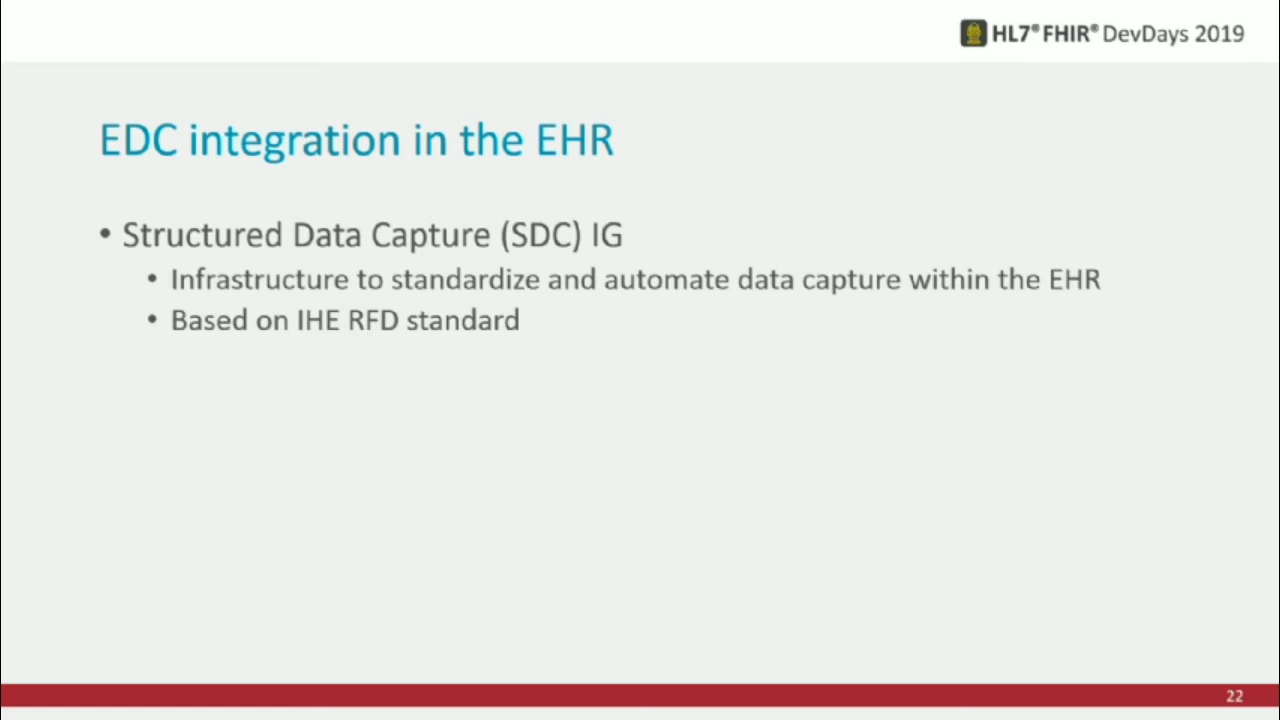 HL7® FHIR® DevDays 2019
EDC integration in the EHR
• Structured Data Capture (SDC) IG
• Infrastructure to standardize and automate data capture within the EHR
• Based on IHE RFD standard
22